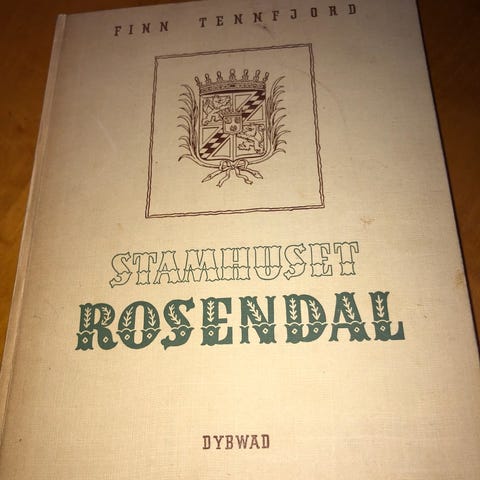 FINN TENNFJORD
STAMHUSET
ROSENDAL
DYBWAD